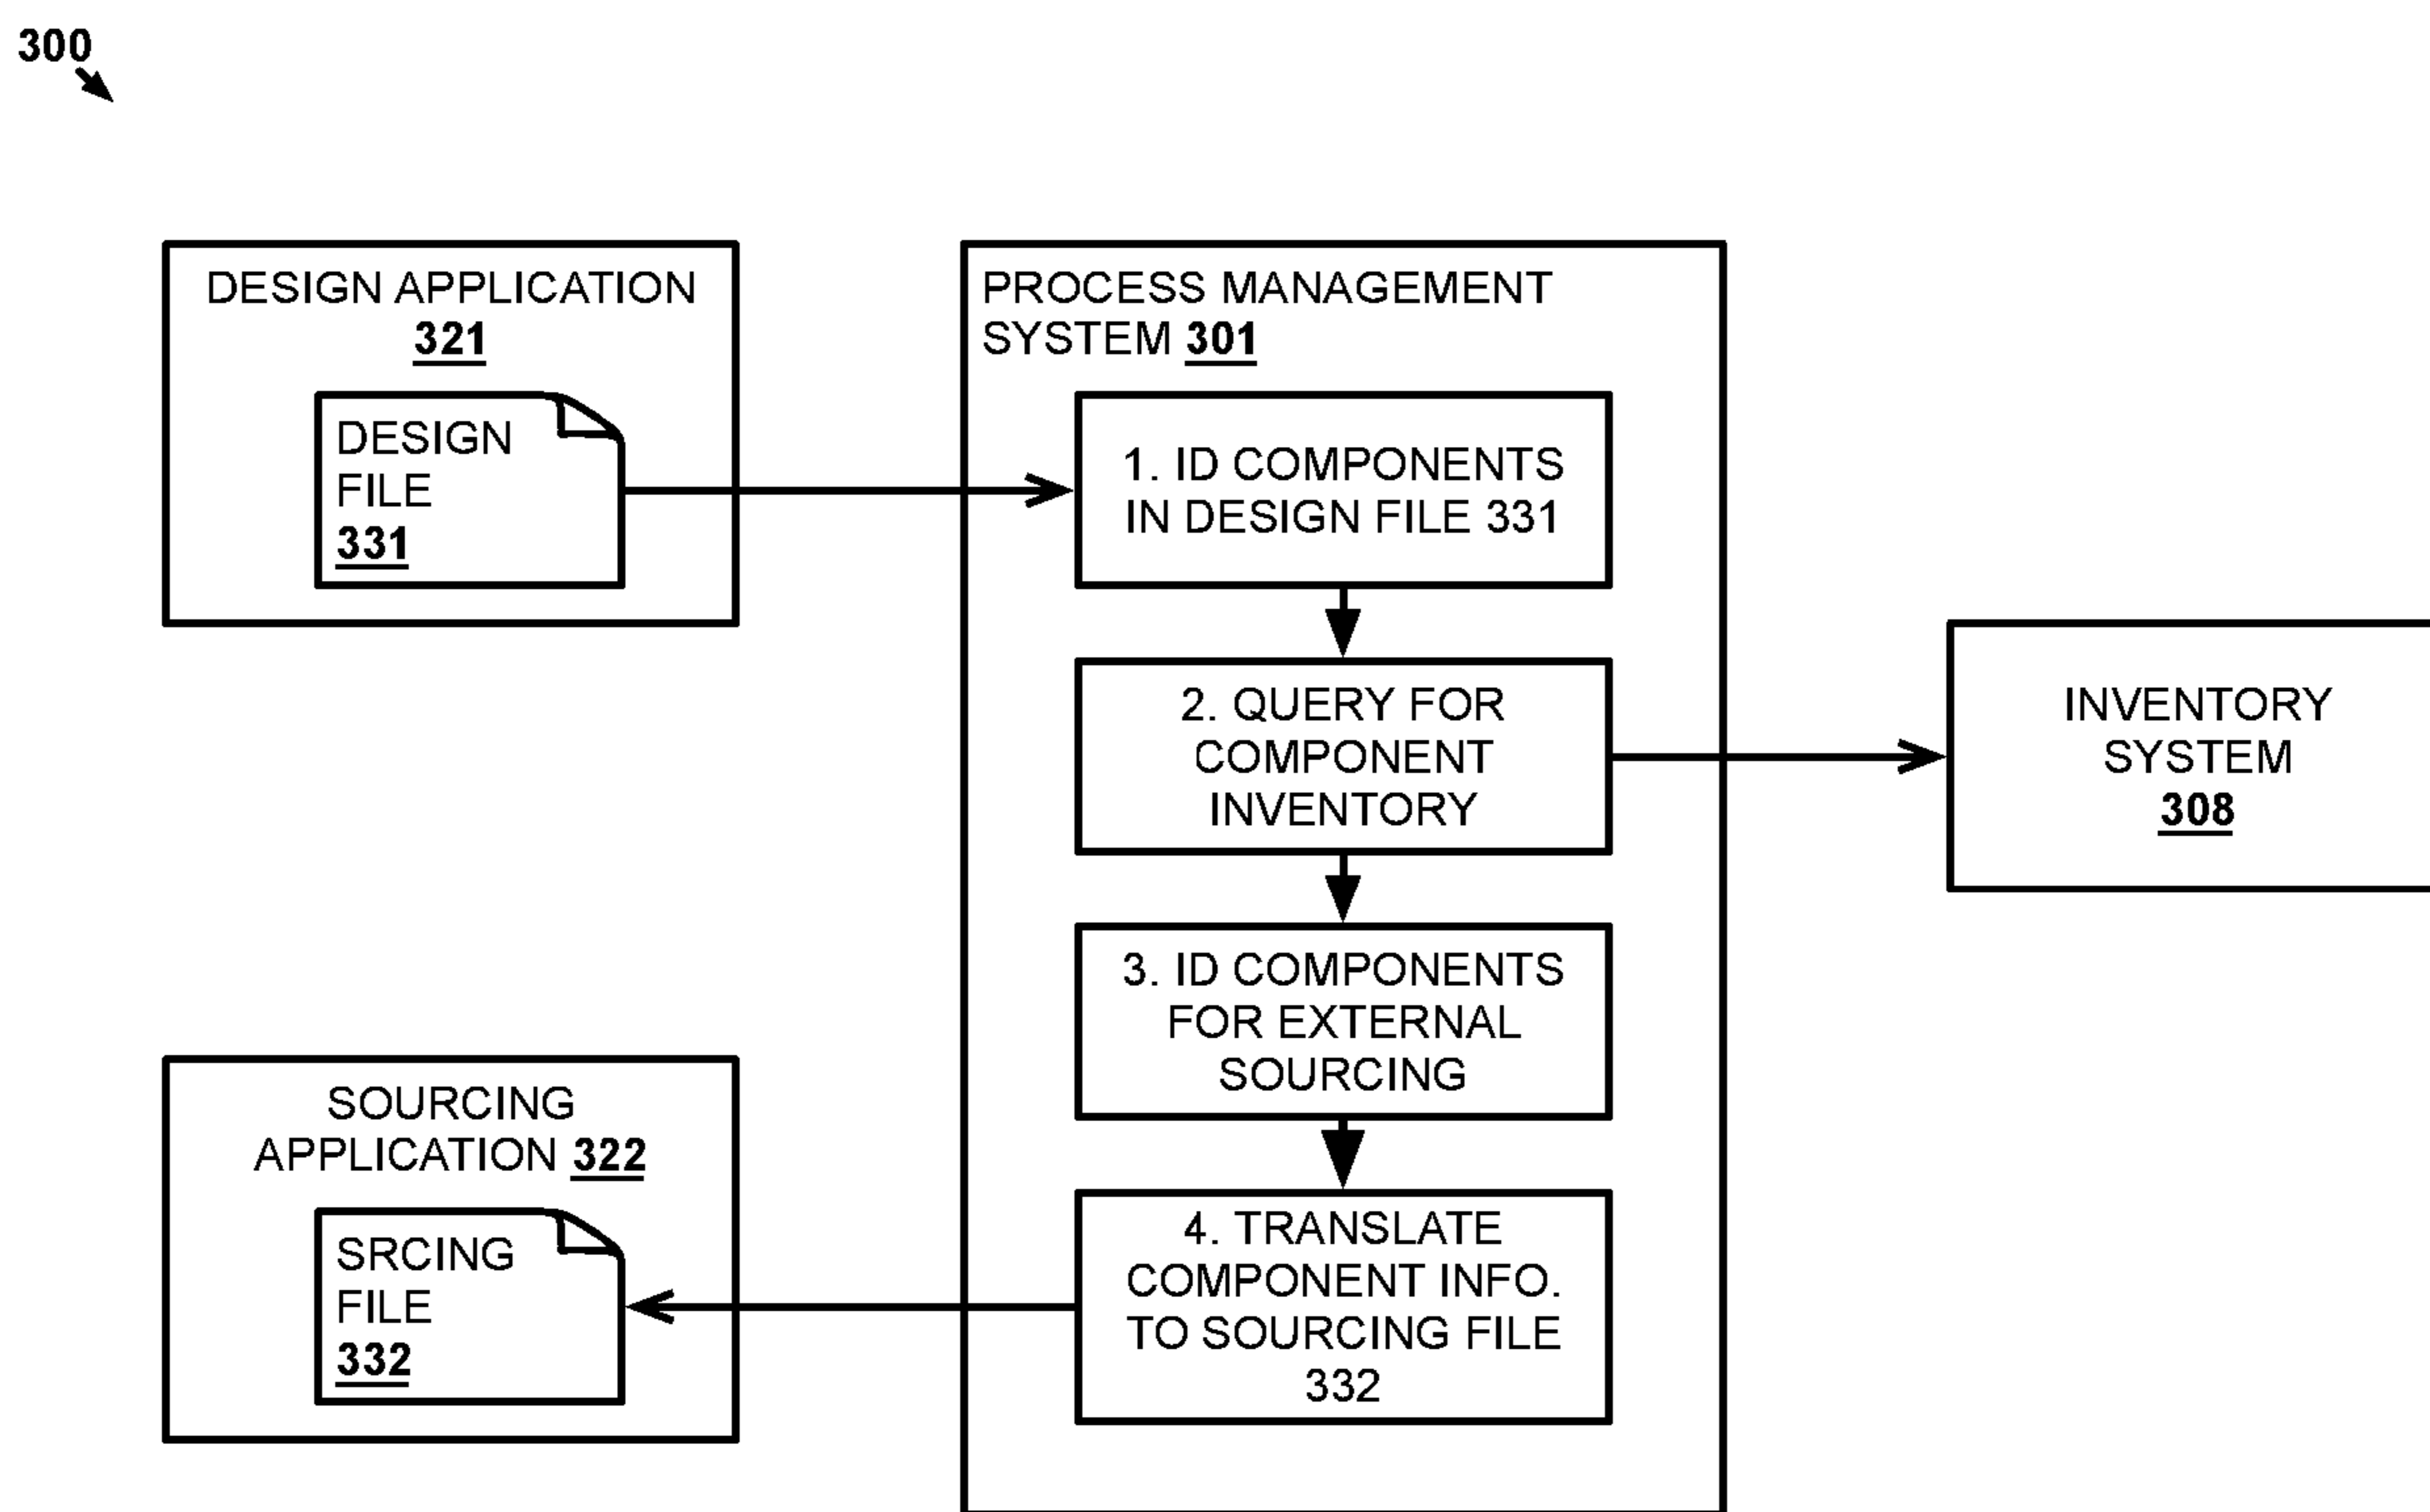 300
DESIGN APPLICATION
321
DESIGN
FILE
331
PROCESS MANAGEMENT
SYSTEM 301
1. ID COMPONENTS
IN DESIGN FILE 331
2. QUERY FOR
COMPONENT
INVENTORY
INVENTORY
SYSTEM
308
3. ID COMPONENTS
FOR EXTERNAL
SOURCING
SOURCING
APPLICATION 322
SRCING
FILE
332
4. TRANSLATE
COMPONENT INFO.
TO SOURCING FILE
332